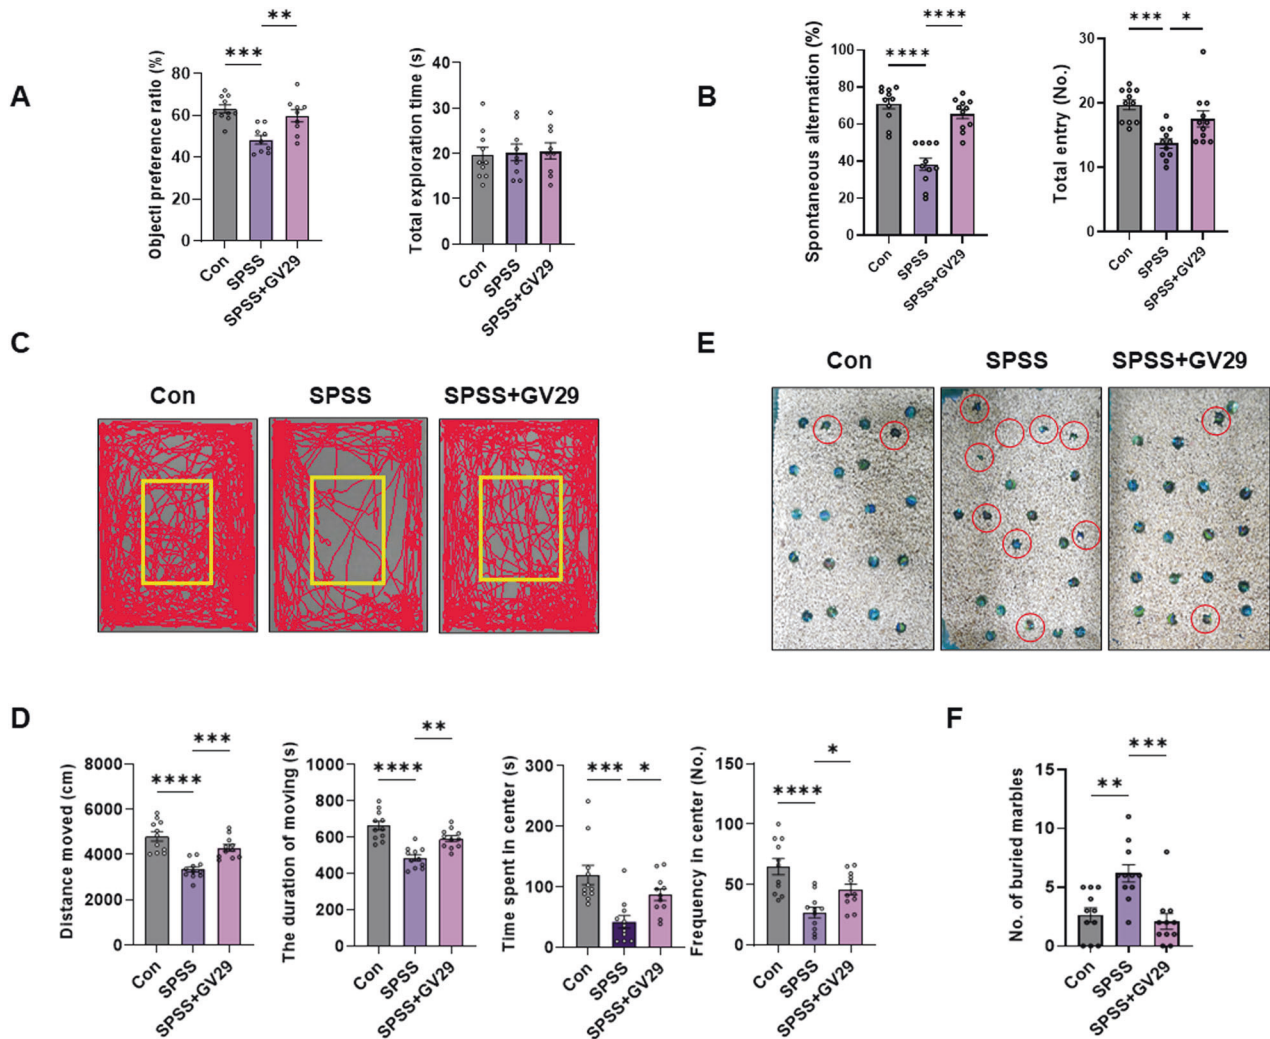 A
Objecti preference ratio (%)
80
60
40
20
0
***
**
Con
SPSS
SPSS+GV29
Total exploration time (s)
40
30
20
10
0
Con
SPSS
SPSS+GV29
B
Spontaneous alternation (%)
100
80
60
40
20
0
****
****
Con
SPSS
SPSS+GV29
Total entry (No.)
30
20
10
0
***
*
Con
SPSS
SPSS+GV29
C
Con
SPSS
SPSS+GV29
E
Con
SPSS
SPSS+GV29
D
Distance moved (cm)
8000
6000
4000
2000
0
****
***
Con
SPSS
SPSS+GV29
The duration of moving (s)
1000
800
600
400
200
0
****
**
Con
SPSS
SPSS+GV29
Time spent in center (s)
300
200
100
0
***
*
Con
SPSS
SPSS+GV29
Frequency in center (No.)
150
100
50
0
****
*
Con
SPSS
SPSS+GV29
F
No. of buried marbles
15
10
5
0
**
***
Con
SPSS
SPSS+GV29